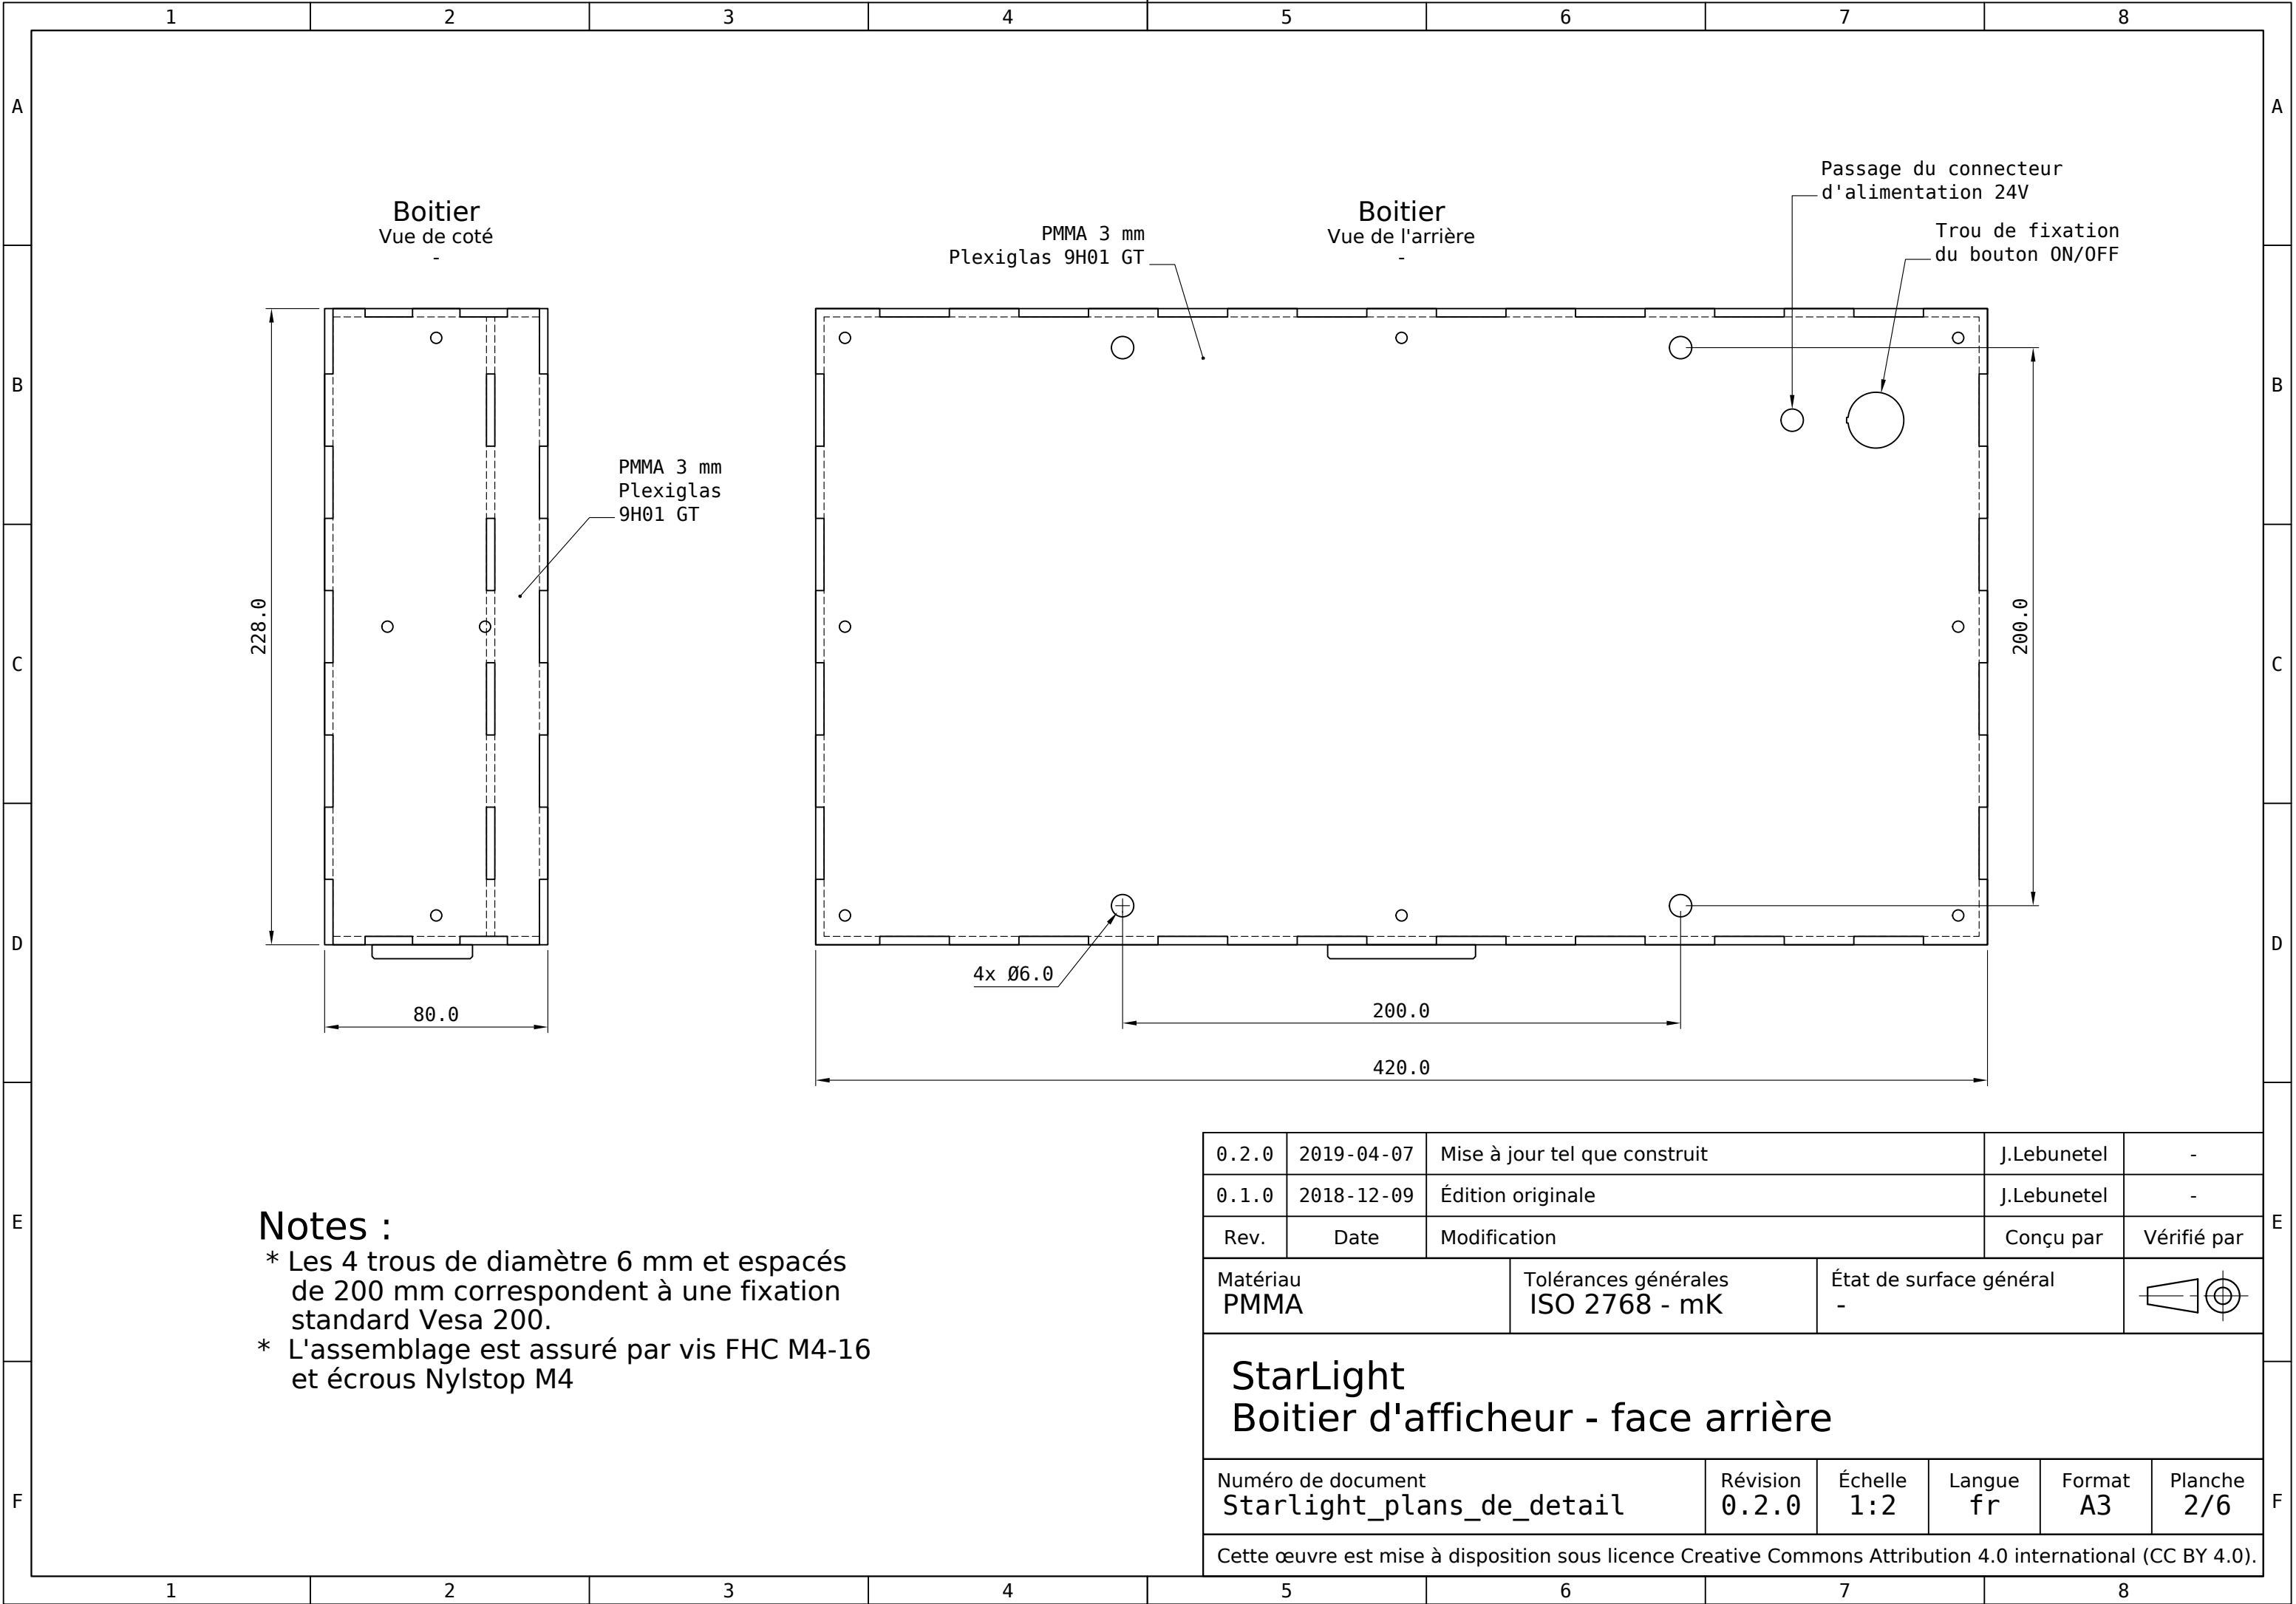 1 2 3 4 5 6 7 8
A A
B B
C C
D D
E E
F F
Boitier
Vue de coté
-
228.0
80.0
PMMA 3 mm
Plexiglas
9H01 GT
PMMA 3 mm
Plexiglas 9H01 GT
Boitier
Vue de l'arrière
-
Passage du connecteur
d'alimentation 24V
Trou de fixation
du bouton ON/OFF
200.0
4x Ø6.0
200.0
420.0
Notes :
* Les 4 trous de diamètre 6 mm et espacés
de 200 mm correspondent à une fixation
standard Vesa 200.
* L'assemblage est assuré par vis FHC M4-16
et écrous Nylstop M4
0.2.0 2019-04-07 Mise à jour tel que construit J.Lebunetel -
0.1.0 2018-12-09 Édition originale J.Lebunetel -
Rev. Date Modification Conçu par Vérifié par
Matériau Tolérances générales État de surface général
PMMA ISO 2768 - mK -
StarLight
Boitier d'afficheur - face arrière
Numéro de document Révision Échelle Langue Format Planche
Starlight_plans_de_detail 0.2.0 1:2 fr A3 2/6
Cette œuvre est mise à disposition sous licence Creative Commons Attribution 4.0 international (CC BY 4.0).
1 2 3 4 5 6 7 8